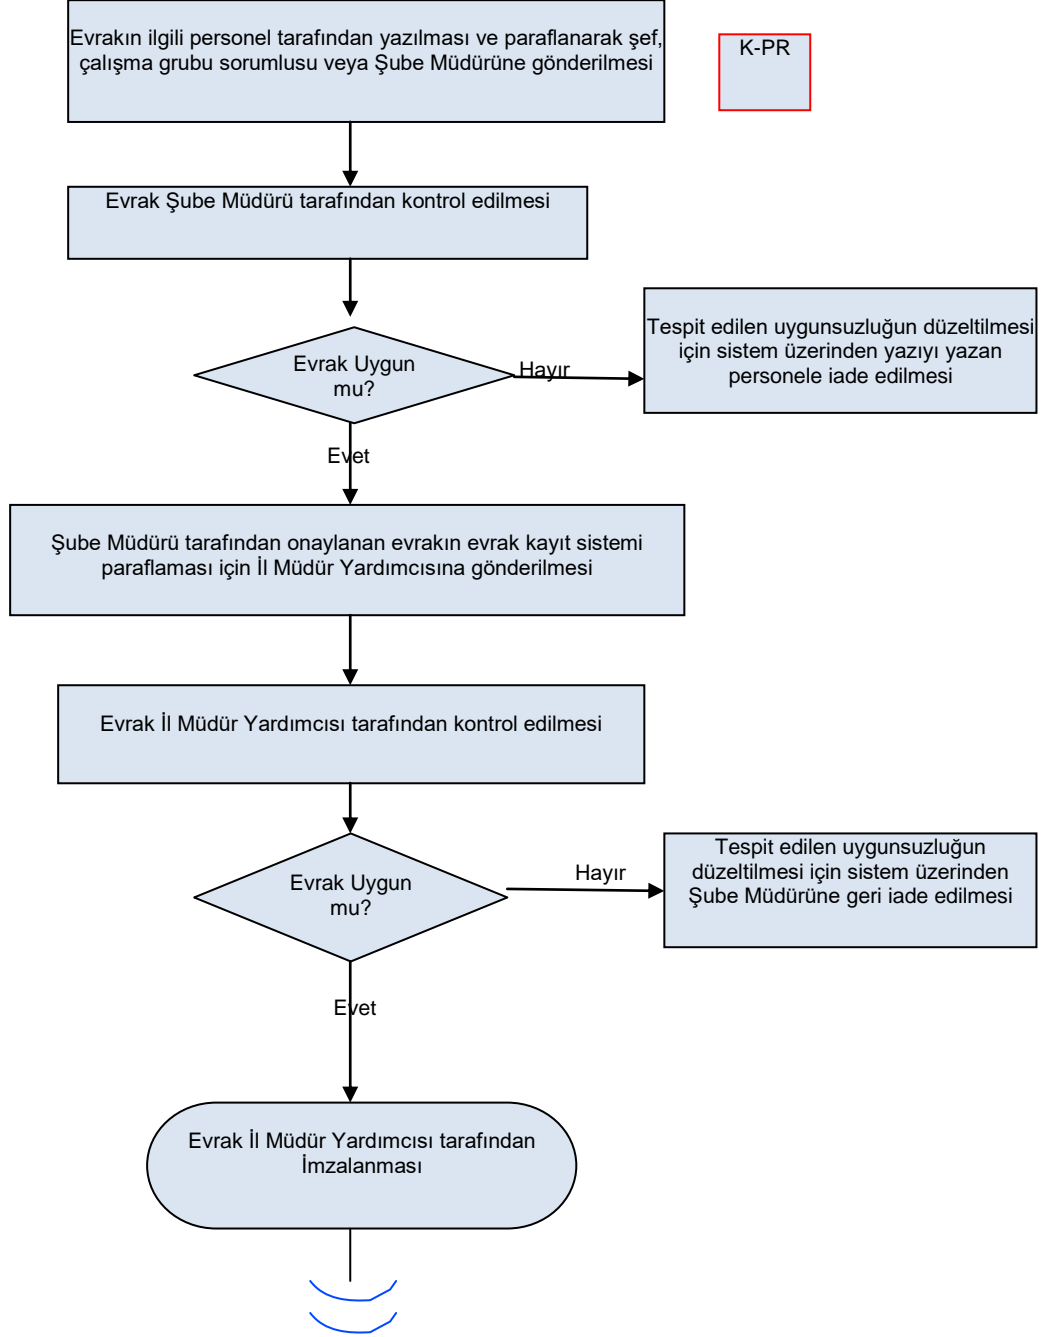 Evrakın ilgili personel tarafından yazılması ve paraflanarak şef,
çalışma grubu sorumlusu veya Şube Müdürüne gönderilmesi
K-PR
Evrak Şube Müdürü tarafından kontrol edilmesi
Evrak Uygun
mu?
Hayır
Tespit edilen uygunsuzluğun düzeltilmesi
için sistem üzerinden yazıyı yazan
personele iade edilmesi
Evet
Şube Müdürü tarafından onaylanan evrakın evrak kayıt sistemi
paraflaması için İl Müdür Yardımcısına gönderilmesi
Evrak İl Müdür Yardımcısı tarafından kontrol edilmesi
Evrak Uygun
mu?
Hayır
Tespit edilen uygunsuzluğun
düzeltilmesi için sistem üzerinden
Şube Müdürüne geri iade edilmesi
Evet
Evrak İl Müdür Yardımcısı tarafından
İmzalanması